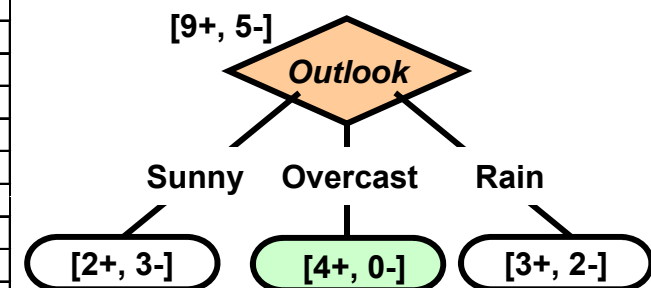 [9+, 5-]
Outlook
Sunny Overcast Rain
[2+, 3-] [4+, 0-] [3+, 2-]